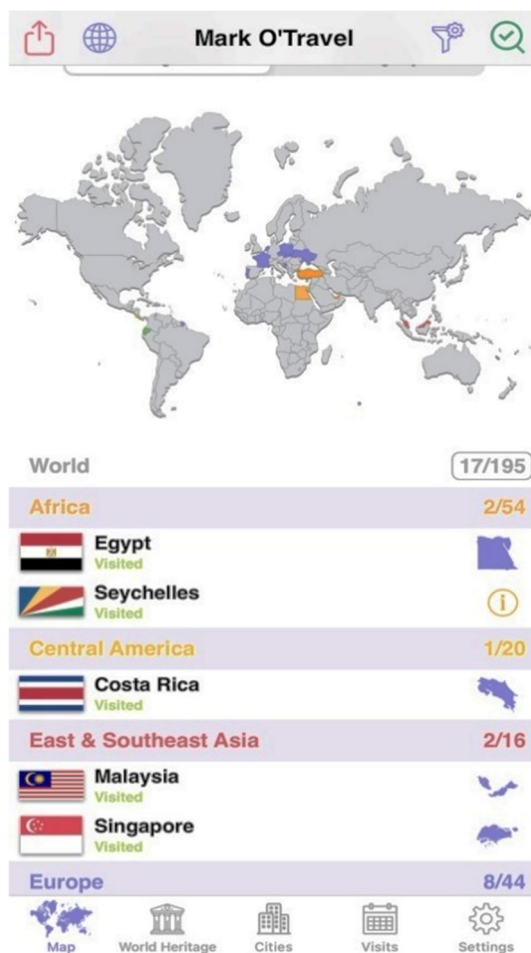 Mark O'Travel
World 17/195
Africa 2/54
Egypt
Visited
Seychelles
Visited
i
Central America 1/20
Costa Rica
Visited
East & Southeast Asia 2/16
Malaysia
Visited
Singapore
Visited
Europe 8/44
Map World Heritage Cities Visits Settings